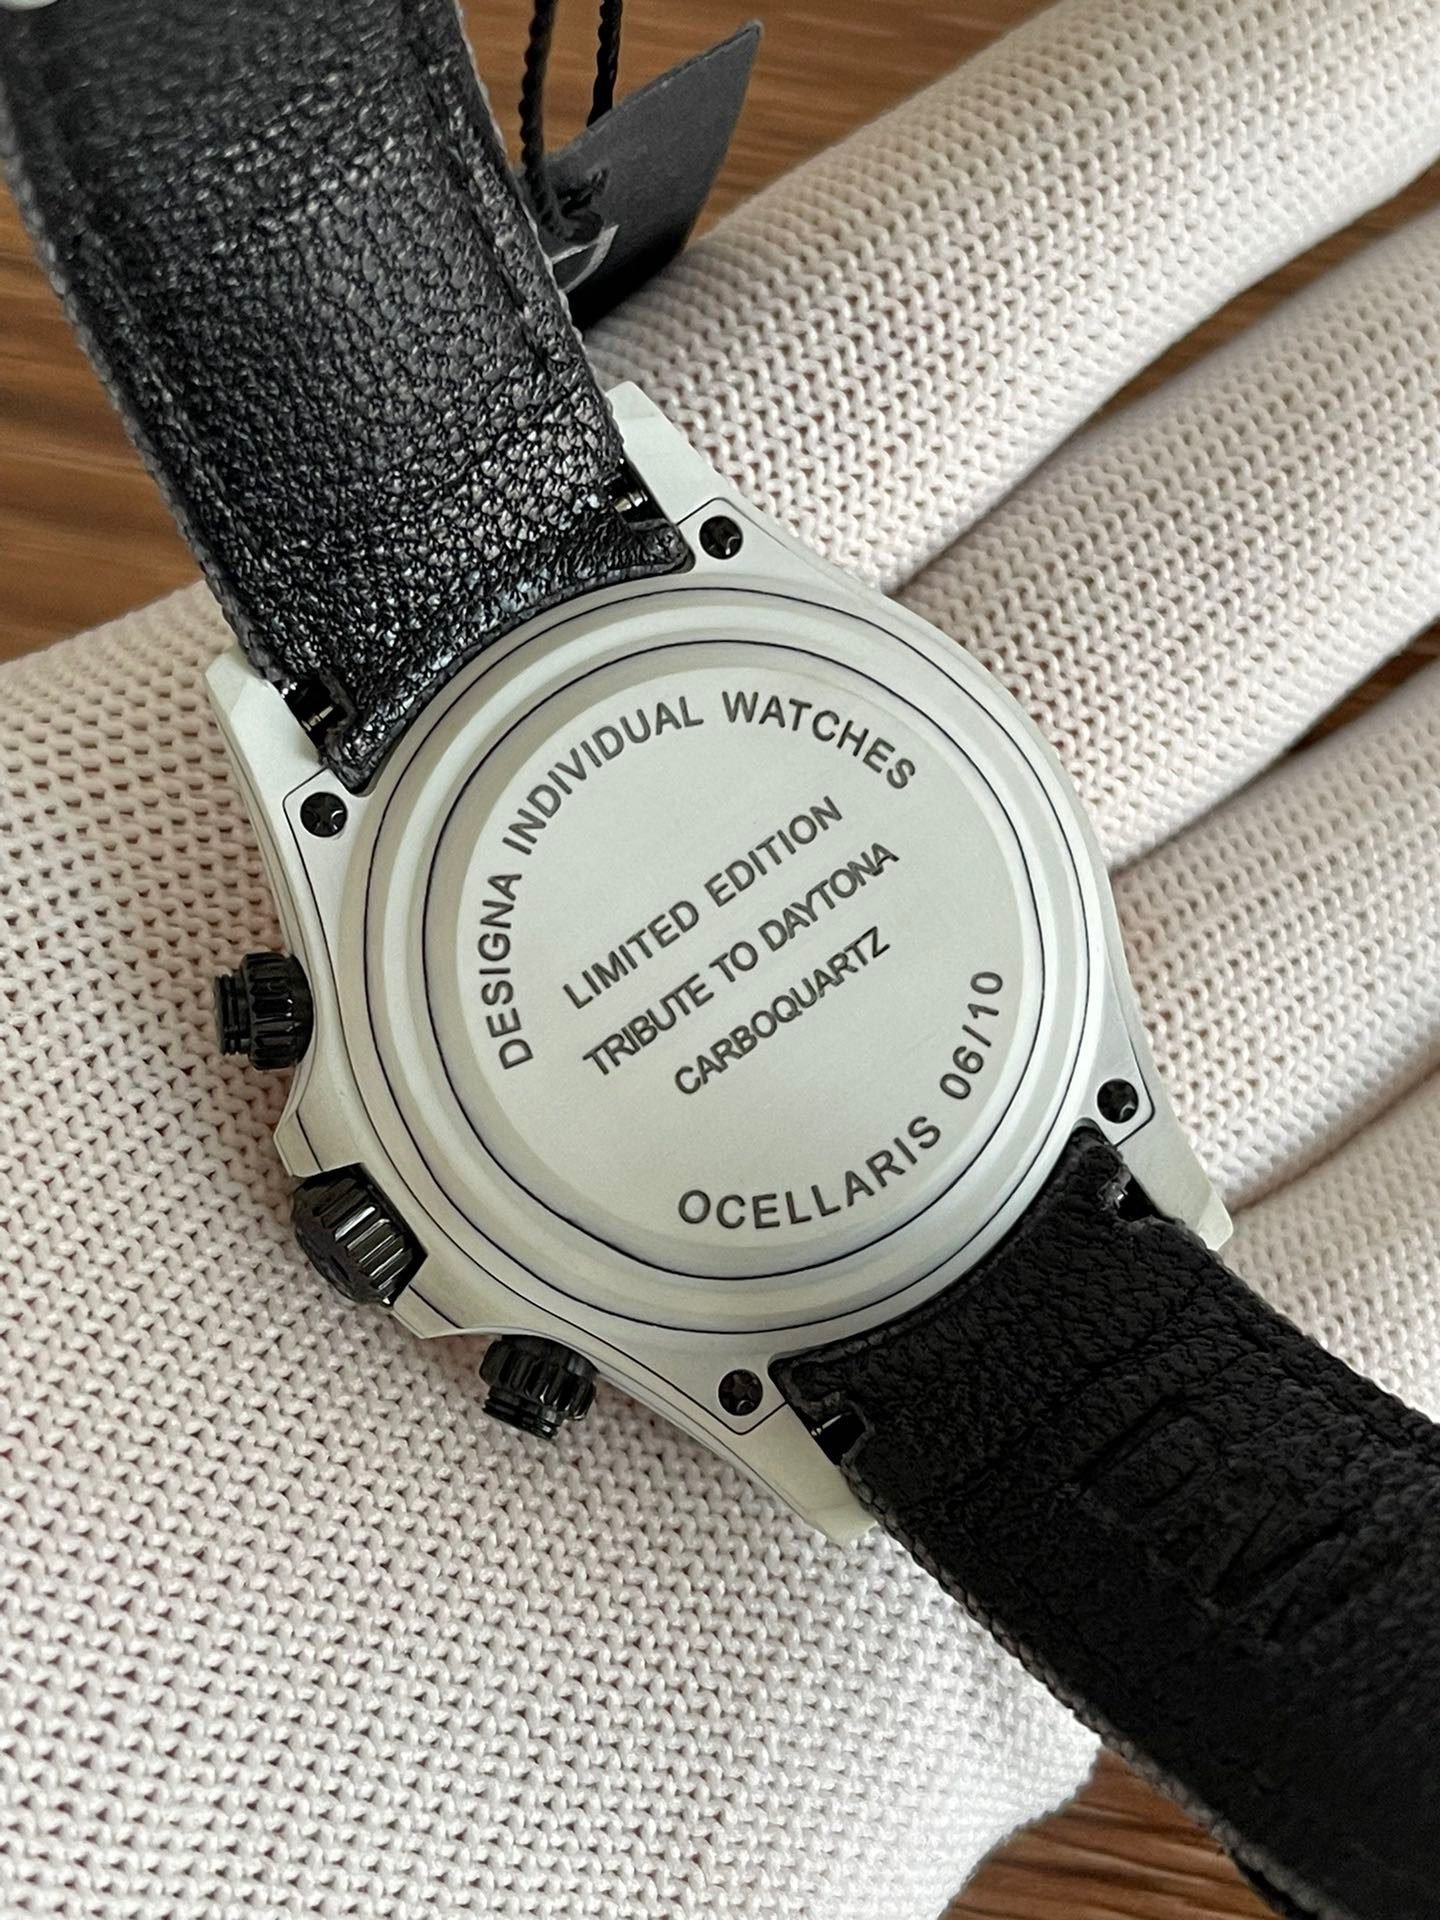 DESIGNA INDIVIDUAL WATCHES
LIMITED EDITION
TRIBUTE TO DAYTONA
CARBOQUARTZ
OCELLARIS 06/10